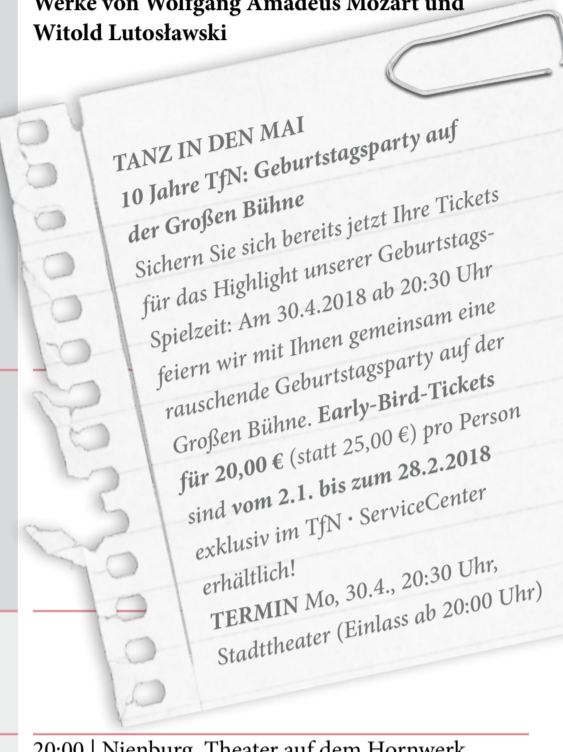 Werke von Wolfgang Amadeus Mozart und
Witold Lutosławski
TANZ IN DEN MAI
10 Jahre TfN: Geburtstagsparty auf
der Großen Bühne
Sichern Sie sich bereits jetzt Ihre Tickets
für das Highlight unserer Geburtstags-
Spielzeit: Am 30.4.2018 ab 20:30 Uhr
feiern wir mit Ihnen gemeinsam eine
rauschende Geburtstagsparty auf der
Großen Bühne. Early-Bird-Tickets
für 20,00 € (statt 25,00 €) pro Person
sind vom 2.1. bis zum 28.2.2018
exklusiv im TfN · ServiceCenter
erhältlich!
TERMIN Mo, 30.4., 20:30 Uhr,
Stadttheater (Einlass ab 20:00 Uhr)
20:00 | Nienburg, Theater auf dem Hornwerk